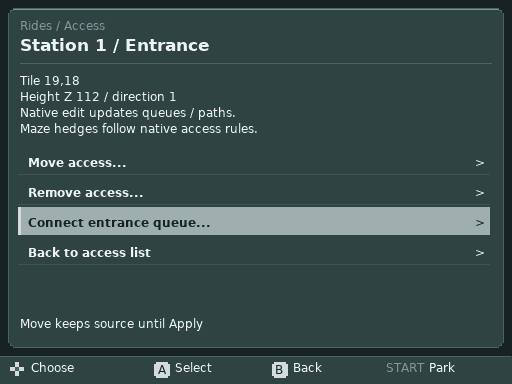 Rides / Access
Station 1 / Entrance
Tile 19,18
Height Z 112 / direction 1
Native edit updates queues / paths.
Maze hedges follow native access rules.
Move access... >
Remove access... >
Connect entrance queue... >
Back to access list >
Move keeps source until Apply
Choose A Select B Back START Park